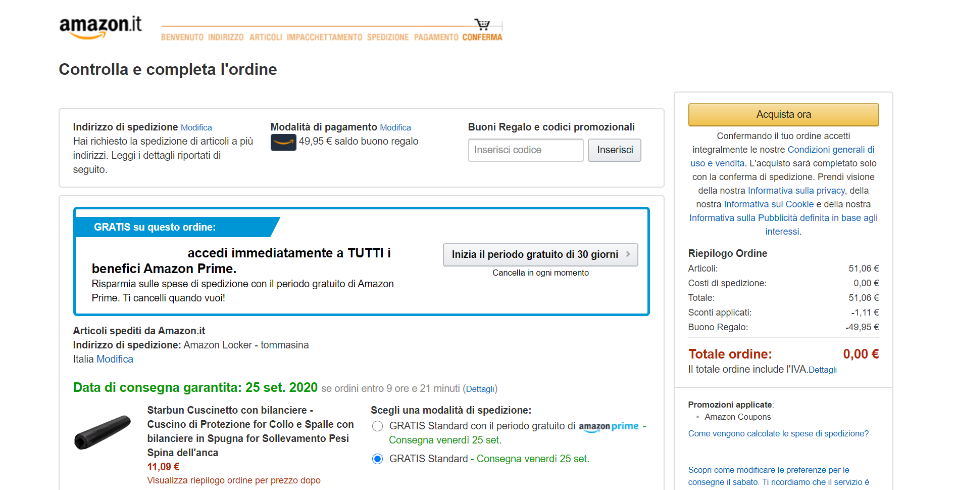 amazon.it
BENVENUTO INDIRIZZO ARTICOLI IMPACCHETTAMENTO SPEDIZIONE PAGAMENTO CONFERMA
Controlla e completa l'ordine
Indirizzo di spedizione Modifica
Hai richiesto la spedizione di articoli a più
indirizzi. Leggi i dettagli riportati di
seguito.
Modalità di pagamento Modifica
49,95 € saldo buono regalo
Buoni Regalo e codici promozionali
Inserisci codice
Inserisci
GRATIS su questo ordine:
accedi immediatamente a TUTTI i
benefici Amazon Prime.
Risparmia sulle spese di spedizione con il periodo gratuito di Amazon
Prime. Ti cancelli quando vuoi!
Inizia il periodo gratuito di 30 giorni
Cancella in ogni momento
Articoli spediti da Amazon.it
Indirizzo di spedizione: Amazon Locker - tommasina
Italia Modifica
Data di consegna garantita: 25 set. 2020 se ordini entro 9 ore e 21 minuti (Dettagli)
Starbun Cuscinetto con bilanciere -
Cuscino di Protezione for Collo e Spalle con
bilanciere in Spugna for Sollevamento Pesi
Spina dell'anca
11,09 €
Visualizza riepilogo ordine per prezzo dopo
Scegli una modalità di spedizione:
GRATIS Standard con il periodo gratuito di amazon prime -
Consegna venerdì 25 set.
GRATIS Standard - Consegna venerdì 25 set.
Acquista ora
Confermando il tuo ordine accetti
integralmente le nostre Condizioni generali di
uso e vendita. L'acquisto sarà completato solo
con la conferma di spedizione. Prendi visione
della nostra Informativa sulla privacy, della
nostra Informativa sui Cookie e della nostra
Informativa sulla Pubblicità definita in base agli
interessi.
Riepilogo Ordine
Articoli: 51,06 €
Costi di spedizione: 0,00 €
Totale: 51,06 €
Sconti applicati: -1,11 €
Buono Regalo: -49,95 €
Totale ordine: 0,00 €
Il totale ordine include l'IVA.Dettagli
Promozioni applicate:
- Amazon Coupons
Come vengono calcolate le spese di spedizione?
Scopri come modificare le preferenze per le
consegne il sabato. Ti ricordiamo che il servizio è